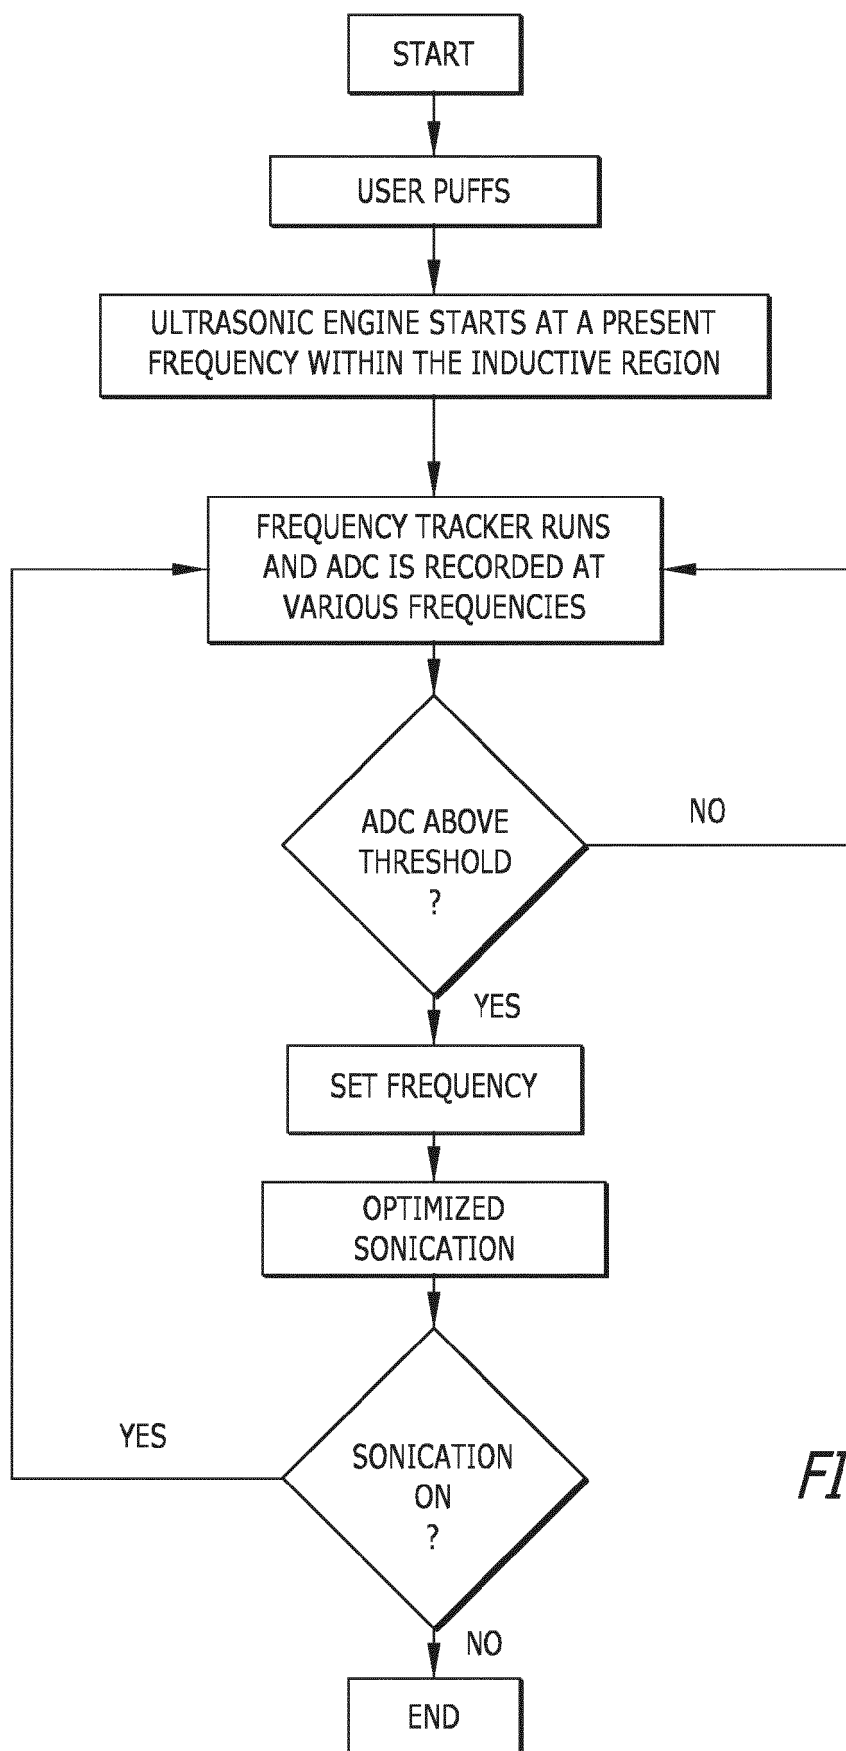 START
USER PUFFS
ULTRASONIC ENGINE STARTS AT A PRESENT
FREQUENCY WITHIN THE INDUCTIVE REGION
FREQUENCY TRACKER RUNS
AND ADC IS RECORDED AT
VARIOUS FREQUENCIES
ADC ABOVE
THRESHOLD
?
NO
YES
SET FREQUENCY
OPTIMIZED
SONICATION
YES
SONICATION
ON
?
NO
END